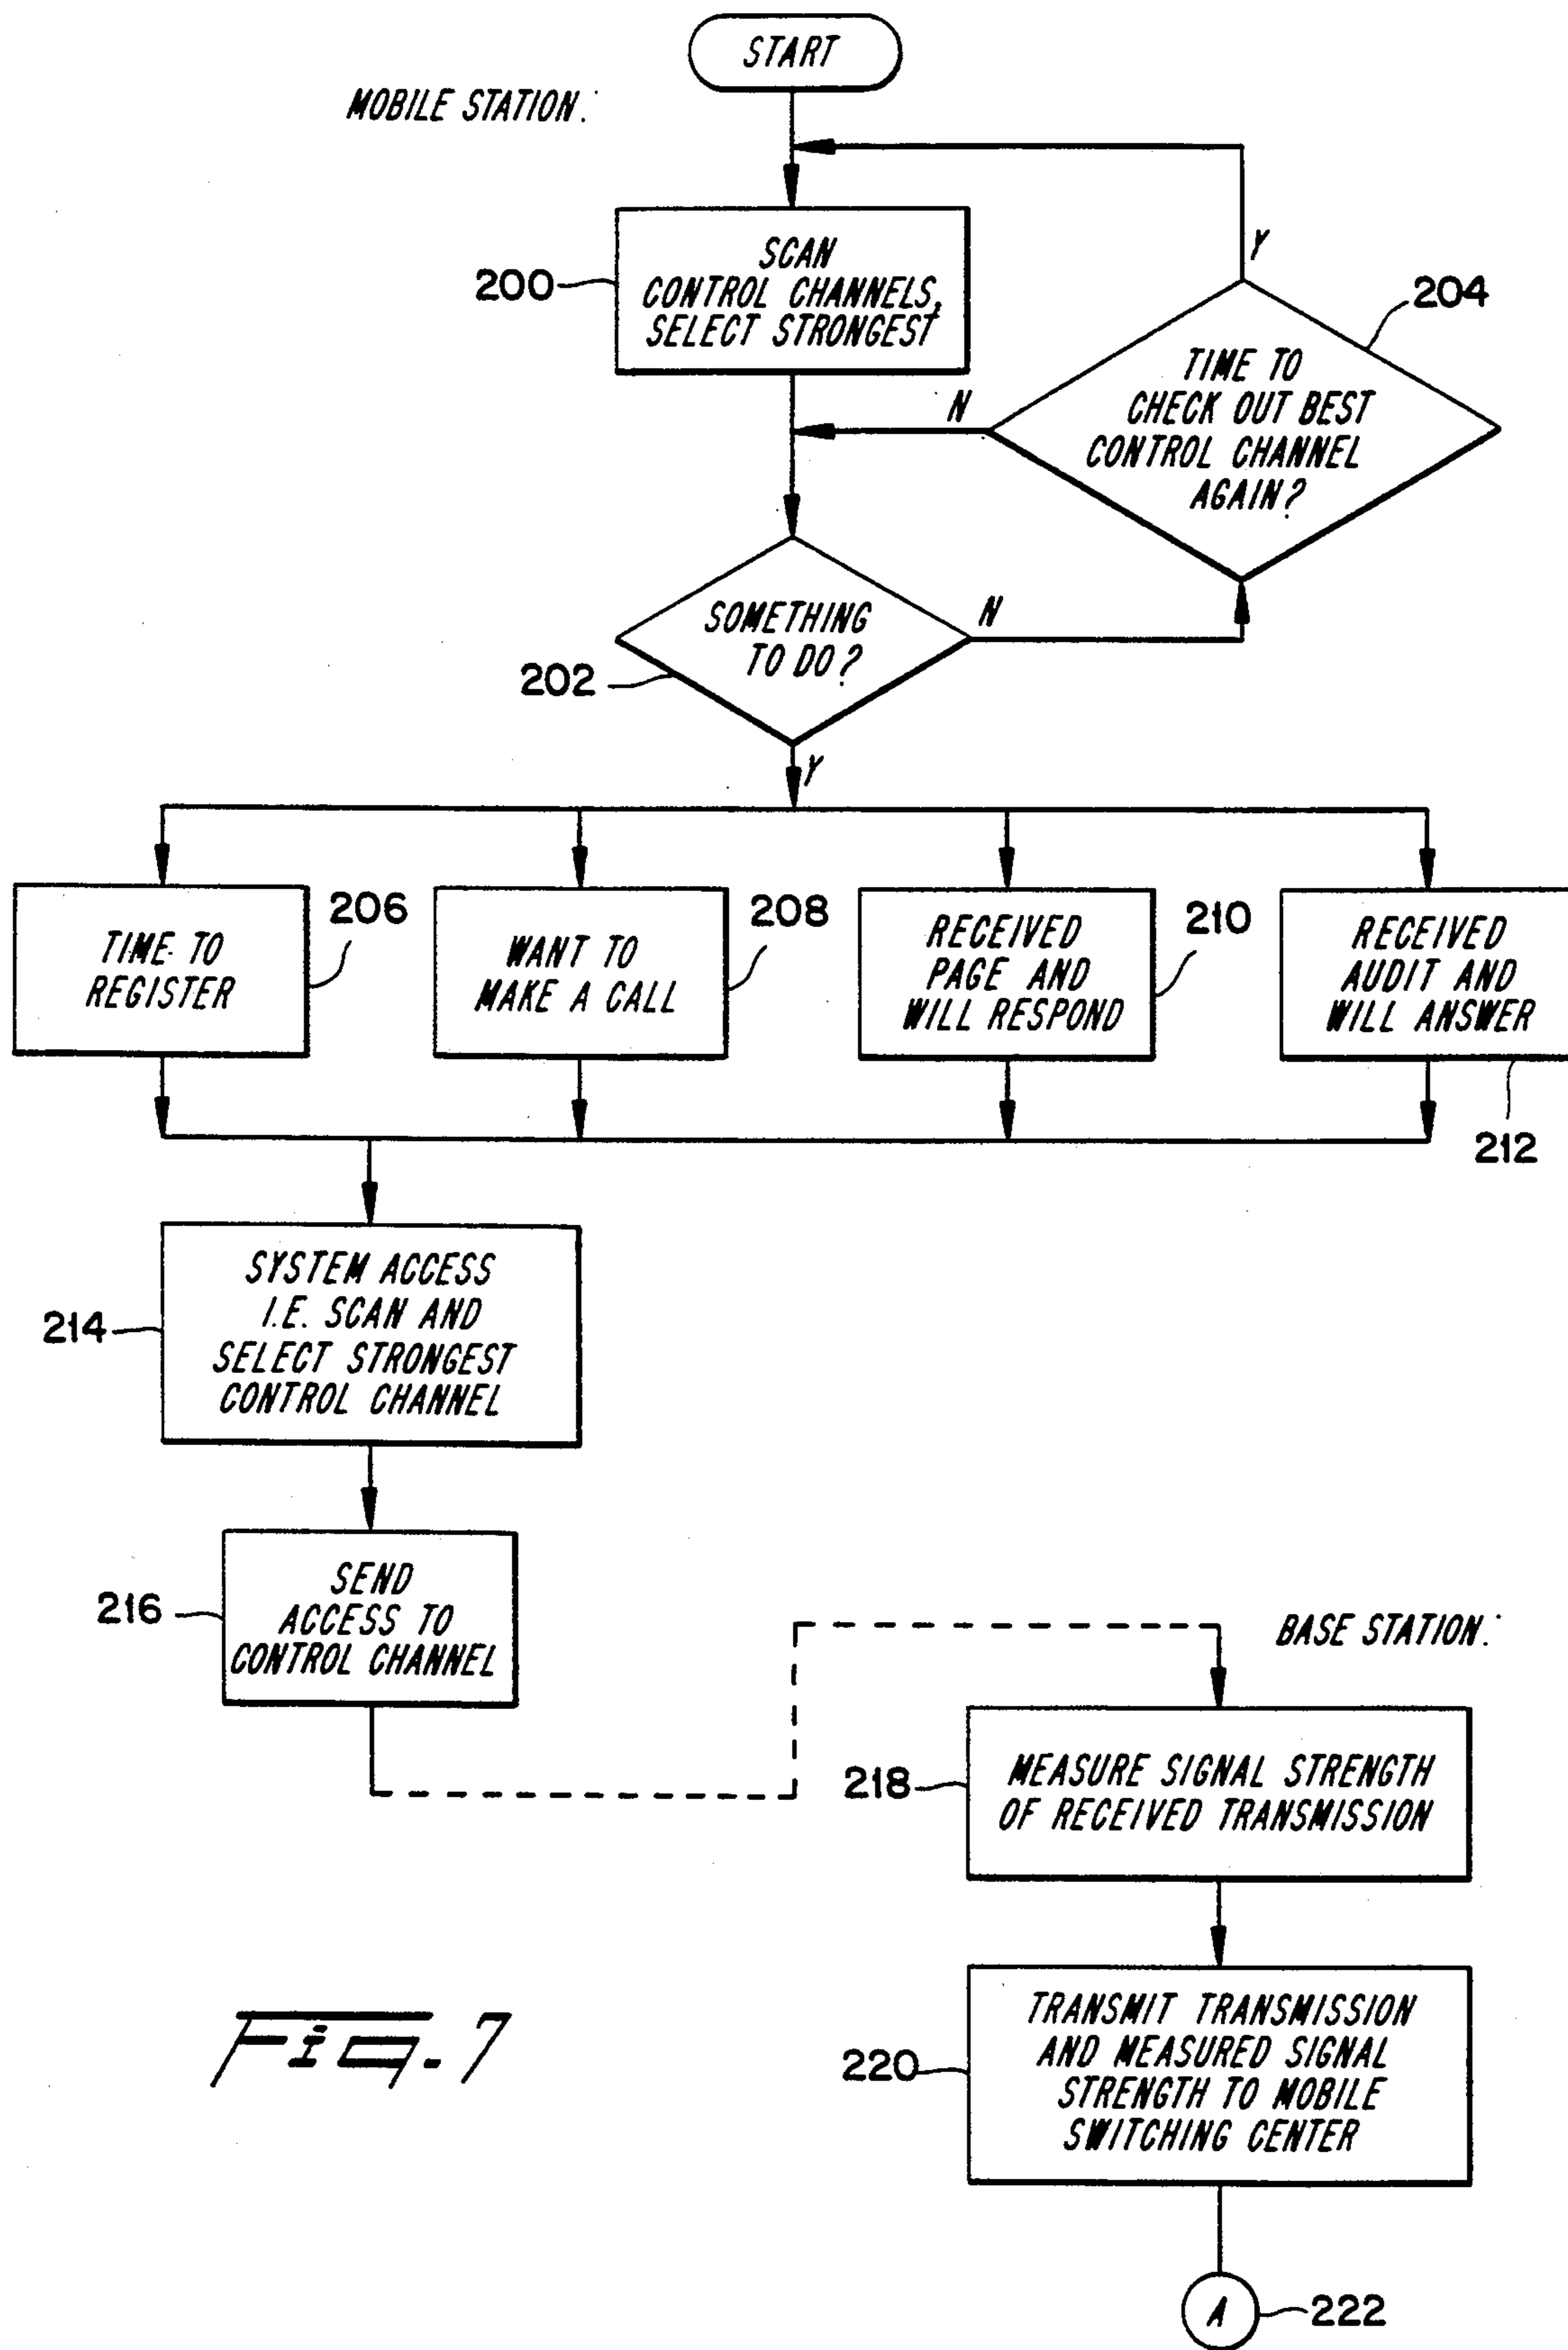 START
MOBILE STATION:
SCAN
CONTROL CHANNELS,
SELECT STRONGEST
200
Y
204
TIME TO
CHECK OUT BEST
CONTROL CHANNEL
AGAIN?
N
SOMETHING
TO DO?
N
202
Y
TIME TO
REGISTER
206
WANT TO
MAKE A CALL
208
RECEIVED
PAGE AND
WILL RESPOND
210
RECEIVED
AUDIT AND
WILL ANSWER
212
SYSTEM ACCESS
I.E. SCAN AND
SELECT STRONGEST
CONTROL CHANNEL
214
SEND
ACCESS TO
CONTROL CHANNEL
216
BASE STATION:
MEASURE SIGNAL STRENGTH
OF RECEIVED TRANSMISSION
218
TRANSMIT TRANSMISSION
AND MEASURED SIGNAL
STRENGTH TO MOBILE
SWITCHING CENTER
220
Fig. 7
A
222